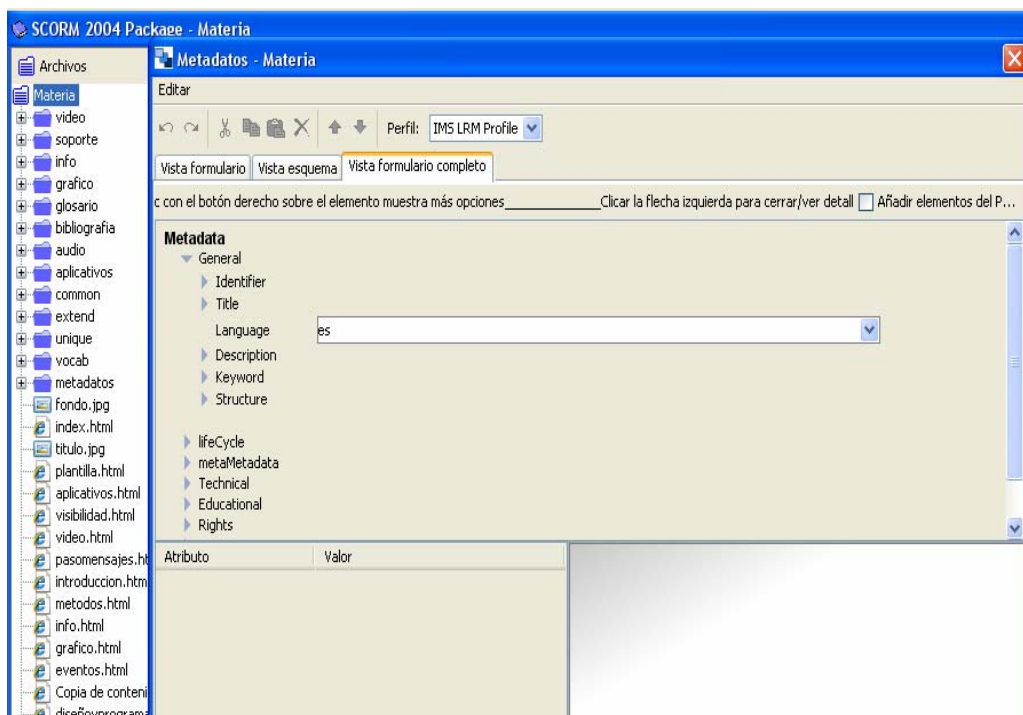 SCORM 2004 Package - Materia
Archivos
Materia
video
soporte
info
grafico
glosario
bibliografia
audio
aplicativos
common
extend
unique
vocab
metadatos
fondo.jpg
index.html
titulo.jpg
plantilla.html
aplicativos.html
visibilidad.html
video.html
pasomensajes.ht
introduccion.htm
metodos.html
info.html
grafico.html
eventos.html
Copia de conteni
diseñoyprograma
Metadatos - Materia
Editar
Perfil: IMS LRM Profile
Vista formulario Vista esquema Vista formulario completo
c con el botón derecho sobre el elemento muestra más opciones______________Clicar la flecha izquierda para cerrar/ver detall Añadir elementos del P...
Metadata
General
Identifier
Title
Language es
Description
Keyword
Structure
lifeCycle
metaMetadata
Technical
Educational
Rights
Atributo Valor